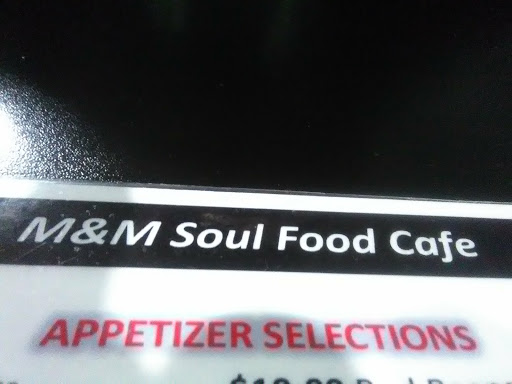 M&M Soul Food Cafe
APPETIZER SELECTIONS